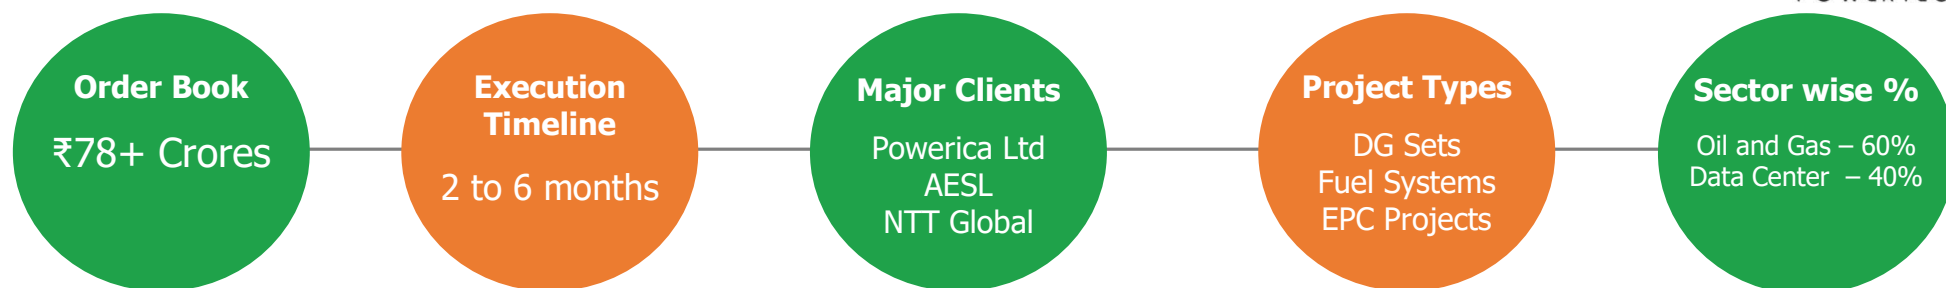 Order Book
₹78+ Crores
Execution
Timeline
2 to 6 months
Major Clients
Powerica Ltd
AESL
NTT Global
Project Types
DG Sets
Fuel Systems
EPC Projects
Sector wise %
Oil and Gas – 60%
Data Center – 40%